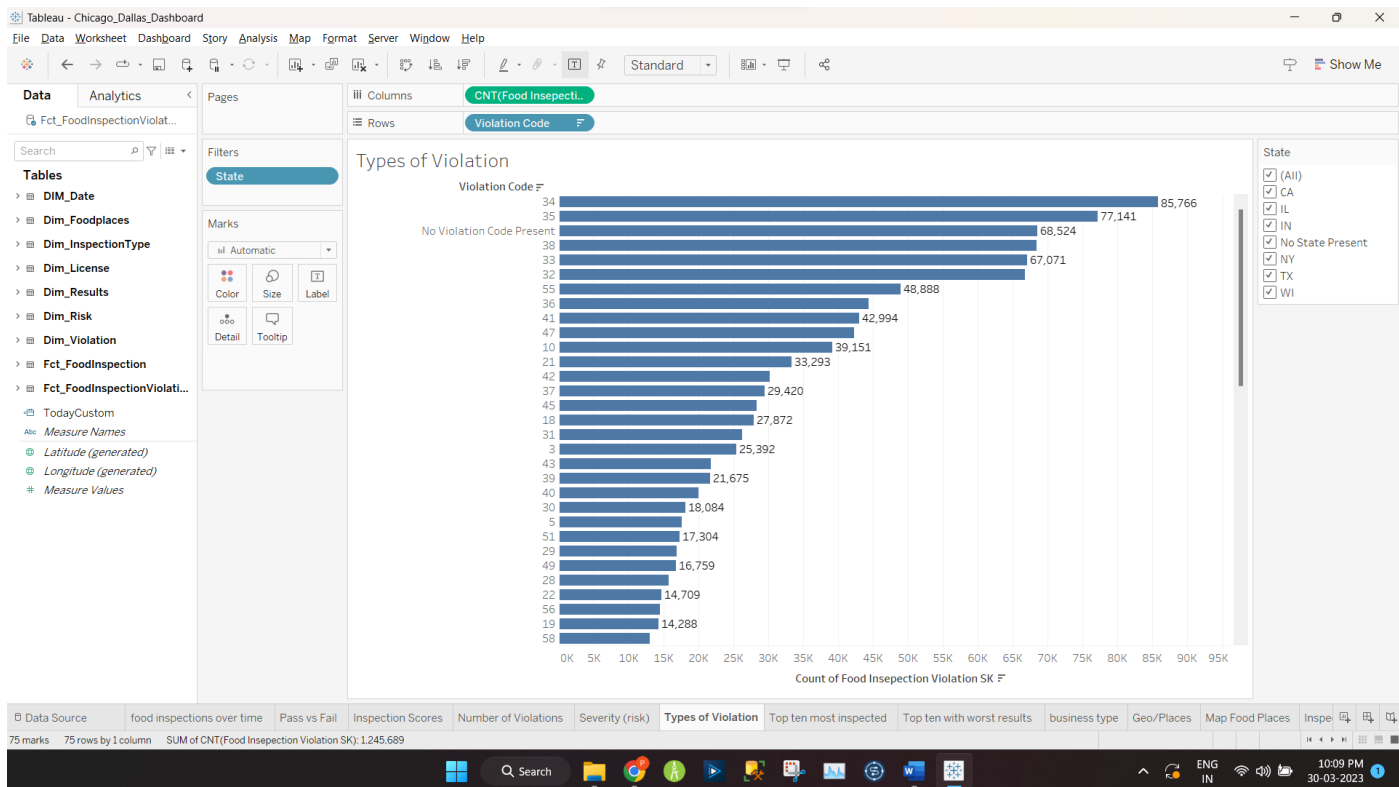 Tableau - Chicago_Dallas_Dashboard
File Data Worksheet Dashboard Story Analysis Map Format Server Window Help
Standard
Show Me
Data Analytics
Fct_FoodInspectionViolat...
Search
Tables
DIM_Date
Dim_Foodplaces
Dim_InspectionType
Dim_License
Dim_Results
Dim_Risk
Dim_Violation
Fct_FoodInspection
Fct_FoodInspectionViolati...
TodayCustom
Abc Measure Names
Latitude (generated)
Longitude (generated)
# Measure Values
Pages
Filters
State
Marks
Automatic
Color Size Label
Detail Tooltip
iii Columns CNT(Food Insepecti..
Rows Violation Code
Types of Violation
Violation Code
34 85,766
35 77,141
No Violation Code Present 68,524
38
33 67,071
32
55 48,888
36
41 42,994
47
10 39,151
21 33,293
42
37 29,420
45
18 27,872
31
3 25,392
43
39 21,675
40
30 18,084
5
51 17,304
29
49 16,759
28
22 14,709
56
19 14,288
58
0K 5K 10K 15K 20K 25K 30K 35K 40K 45K 50K 55K 60K 65K 70K 75K 80K 85K 90K 95K
Count of Food Insepection Violation SK
State
(All)
CA
IL
IN
No State Present
NY
TX
WI
Data Source food inspections over time Pass vs Fail Inspection Scores Number of Violations Severity (risk) Types of Violation Top ten most inspected Top ten with worst results business type Geo/Places Map Food Places Inspe
75 marks 75 rows by 1 column SUM of CNT(Food Insepection Violation SK): 1,245,689
Search
ENG
IN
10:09 PM
30-03-2023
1